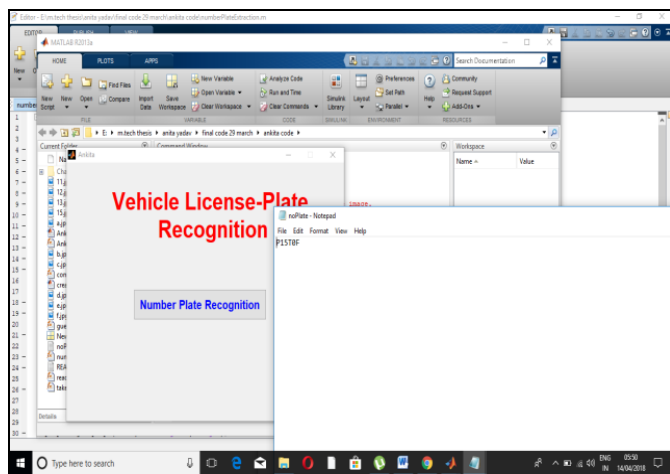 Editor - E:\m.tech thesis\anita yadav\final code 29 march\ankita code\numberPlateExtraction.m
MATLAB R2013a
HOME PLOTS APPS
Search Documentation
New Script
New
Open
Find Files
Compare
Import Data
Save Workspace
New Variable
Open Variable
Clear Workspace
Analyze Code
Run and Time
Clear Commands
Simulink Library
Layout
Preferences
Set Path
Parallel
Help
Community
Request Support
Add-Ons
FILE VARIABLE CODE SIMULINK ENVIRONMENT RESOURCES
E: m.tech thesis anita yadav final code 29 march ankita code
Workspace
Name
Value
Ankita
Vehicle License-Plate
Recognition
Number Plate Recognition
image.
noPlate - Notepad
File Edit Format View Help
P15T0F
Details
Type here to search
ENG
IN
05:50
14/04/2018